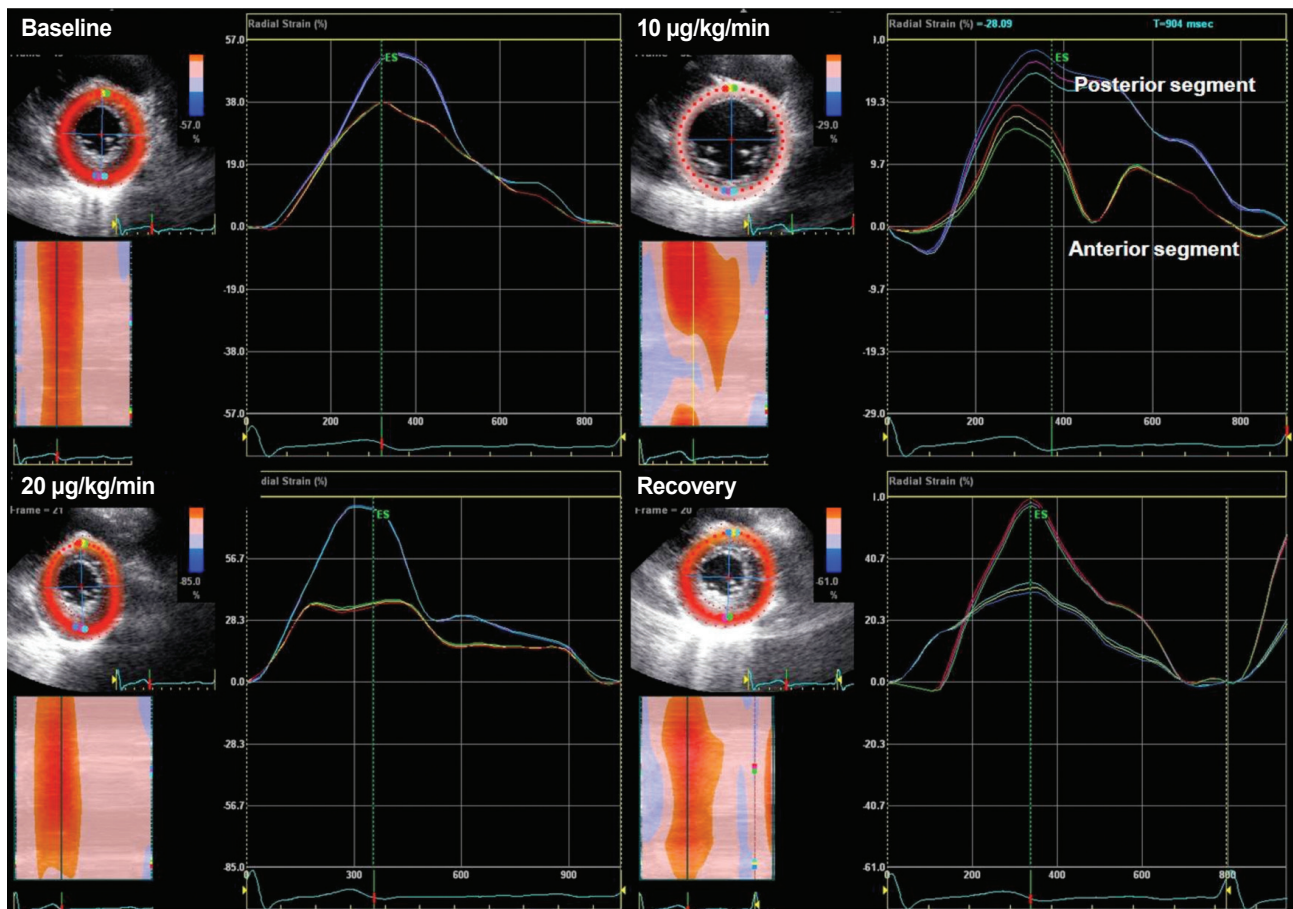 Baseline
Radial Strain (%)
57.0
38.0
19.0
0.0
-19.0
-38.0
-57.0
ES
-57.0
%
200
400
600
800
10 µg/kg/min
Radial Strain (%) =-28.09
T=904 msec
19.3
9.7
0.0
-9.7
-19.3
-29.0
ES
Posterior segment
Anterior segment
-29.0
%
0
200
400
600
800
20 µg/kg/min
dial Strain (%)
Frame = 21
56.7
28.3
0.0
-28.3
-56.7
-85.0
ES
-85.0
%
300
600
900
Recovery
Radial Strain (%)
Frame = 20
40.7
20.3
0.0
-20.3
-40.7
-61.0
ES
-61.0
%
0
200
400
600
800